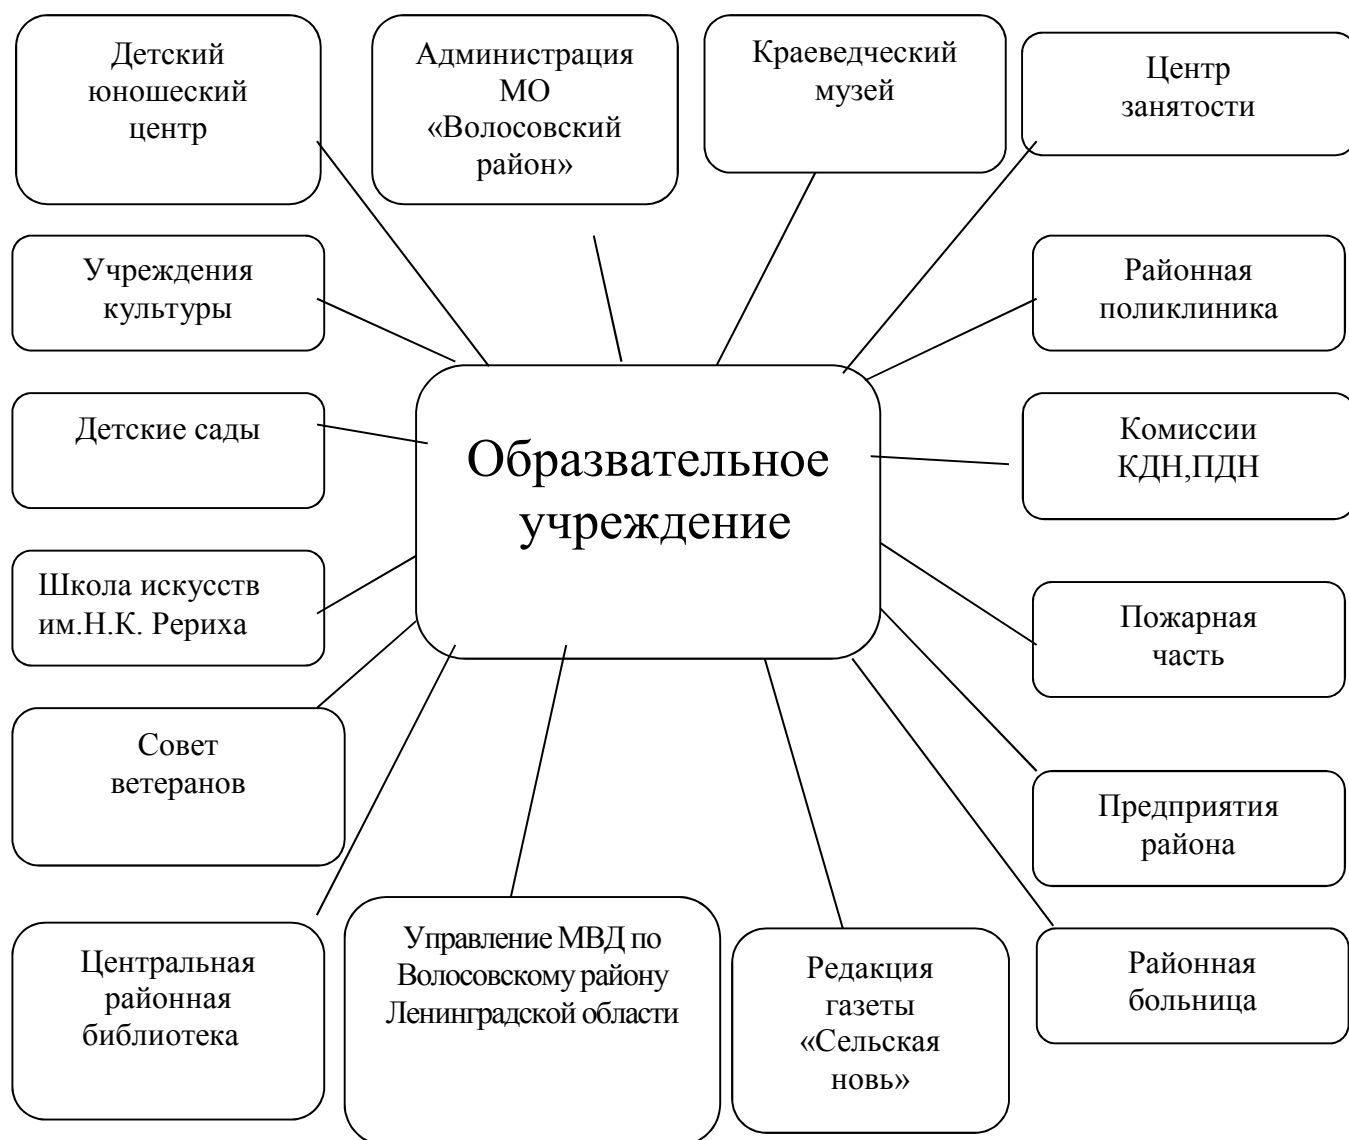 Детский
юношеский
центр
Администрация
МО
«Волосовский
район»
Краеведческий
музей
Центр
занятости
Учреждения
культуры
Районная
поликлиника
Детские сады
Образвательное
учреждение
Комиссии
КДН,ПДН
Школа искусств
им.Н.К. Рериха
Пожарная
часть
Совет
ветеранов
Предприятия
района
Центральная
районная
библиотека
Управление МВД по
Волосовскому району
Ленинградской области
Редакция
газеты
«Сельская
новь»
Районная
больница